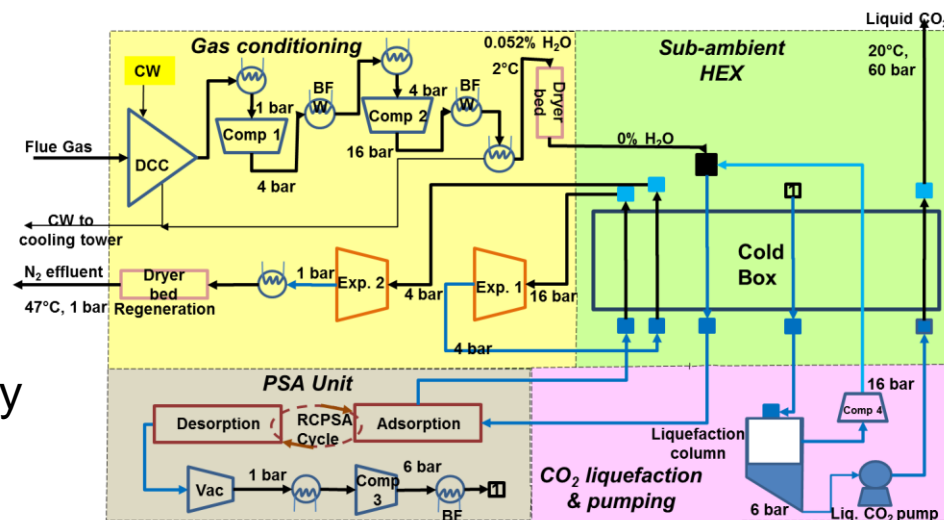 Liquid CO₂
Gas conditioning
0.052% H₂O
Sub-ambient
HEX
20°C,
60 bar
CW
2°C
BF
W
4 bar
BF
W
Dryer
bed
1 bar
Comp 1
Comp 2
Flue Gas
DCC
16 bar
0% H₂O
4 bar
1
CW to
cooling tower
Cold
Box
N₂ effluent
Dryer
bed
Regeneration
1 bar
Exp. 2
4 bar
Exp. 1
16 bar
47°C, 1 bar
4 bar
y
PSA Unit
16 bar
Comp 4
Desorption
RCPSA
Cycle
Adsorption
Liquefaction
column
1 bar
6 bar
Vac
Comp
3
1
BF
CO₂ liquefaction
& pumping
6 bar
Liq. CO₂ pump